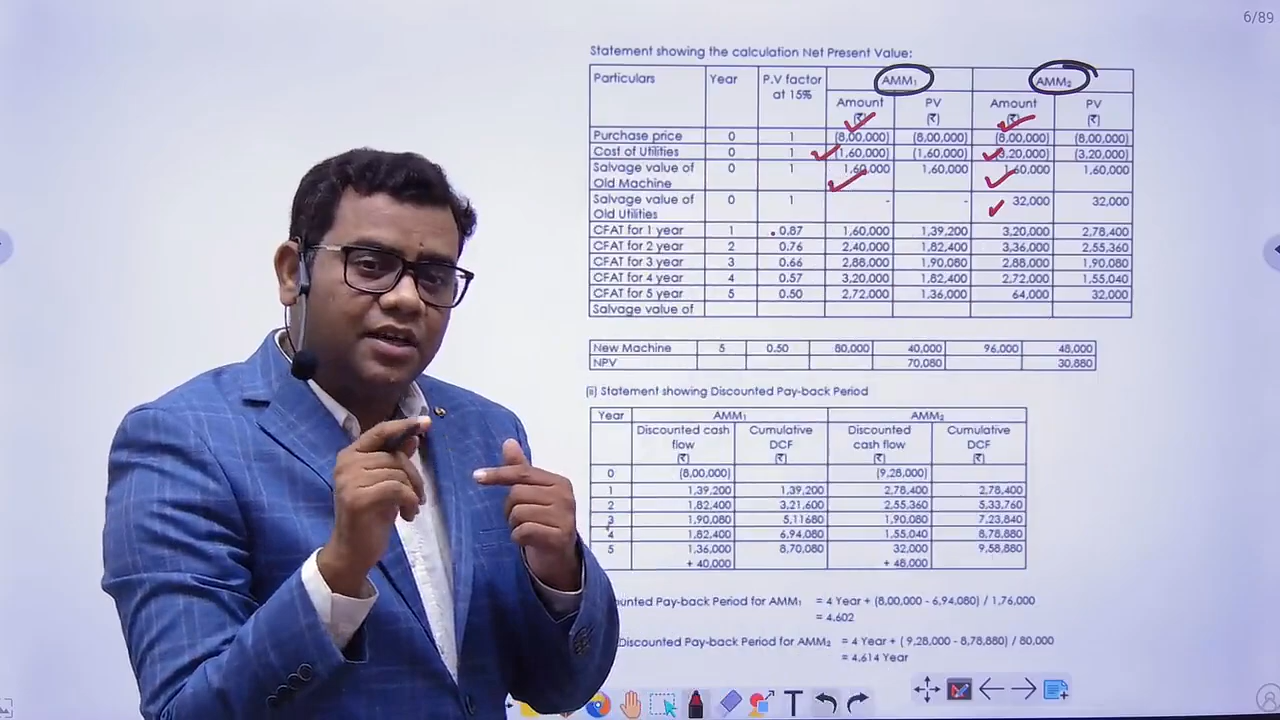 6/89
Statement showing the calculation Net Present Value:
Particulars Year P.V factor at 15% AMM₁ AMM₂
Amount (₹) PV (₹) Amount (₹) PV (₹)
Purchase price 0 1 (8,00,000) (8,00,000) (8,00,000) (8,00,000)
Cost of Utilities 0 1 (1,60,000) (1,60,000) (3,20,000) (3,20,000)
Salvage value of Old Machine 0 1 1,60,000 1,60,000 1,60,000 1,60,000
Salvage value of Old Utilities 0 1 - - 32,000 32,000
CFAT for 1 year 1 0.87 1,60,000 1,39,200 3,20,000 2,78,400
CFAT for 2 year 2 0.76 2,40,000 1,82,400 3,36,000 2,55,360
CFAT for 3 year 3 0.66 2,88,000 1,90,080 2,88,000 1,90,080
CFAT for 4 year 4 0.57 3,20,000 1,82,400 2,72,000 1,55,040
CFAT for 5 year 5 0.50 2,72,000 1,36,000 64,000 32,000
Salvage value of
New Machine 5 0.50 80,000 40,000 96,000 48,000
NPV 70,080 30,880
(ii) Statement showing Discounted Pay-back Period
Year AMM₁ AMM₂
Discounted cash flow (₹) Cumulative DCF (₹) Discounted cash flow (₹) Cumulative DCF (₹)
0 (8,00,000) (9,28,000)
1 1,39,200 1,39,200 2,78,400 2,78,400
2 1,82,400 3,21,600 2,55,360 5,33,760
3 1,90,080 5,11680 1,90,080 7,23,840
4 1,82,400 6,94,080 1,55,040 8,78,880
5 1,36,000 8,70,080 32,000 9,58,880
+ 40,000 + 48,000
ounted Pay-back Period for AMM₁ = 4 Year + (8,00,000 - 6,94,080) / 1,76,000
= 4.602
Discounted Pay-back Period for AMM₂ = 4 Year + ( 9,28,000 - 8,78,880) / 80,000
= 4.614 Year
T